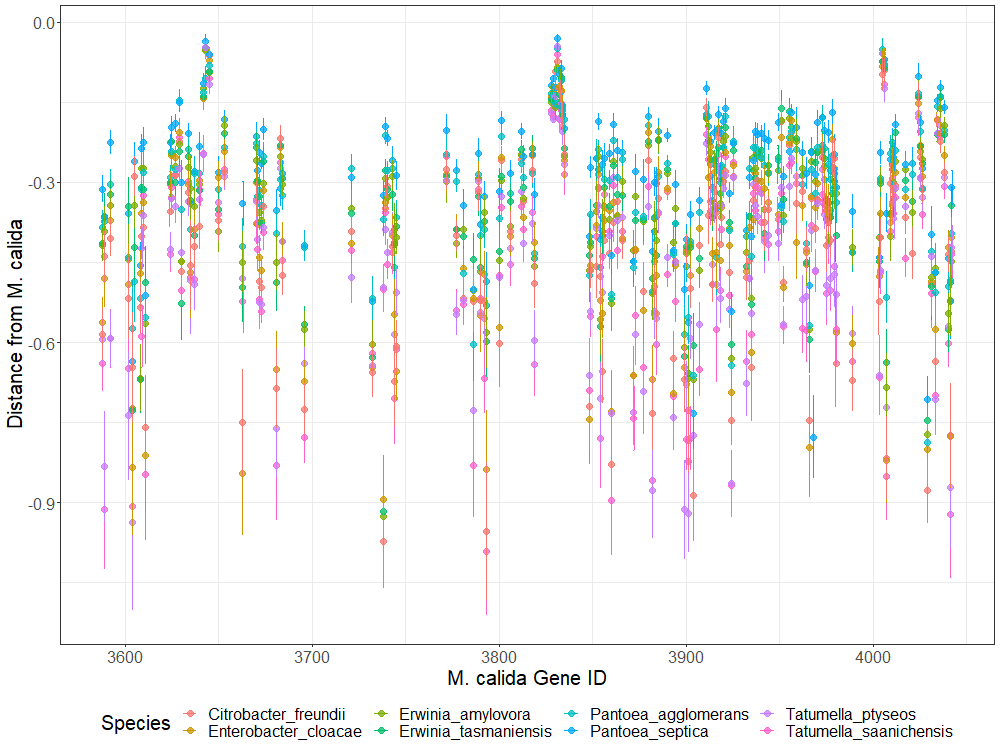 0.0
-0.3
-0.6
-0.9
Distance from M. calida
3600 3700 3800 3900 4000
M. calida Gene ID
Species
Citrobacter_freundii Erwinia_amylovora Pantoea_agglomerans Tatumella_ptyseos
Enterobacter_cloacae Erwinia_tasmaniensis Pantoea_septica Tatumella_saanichensis